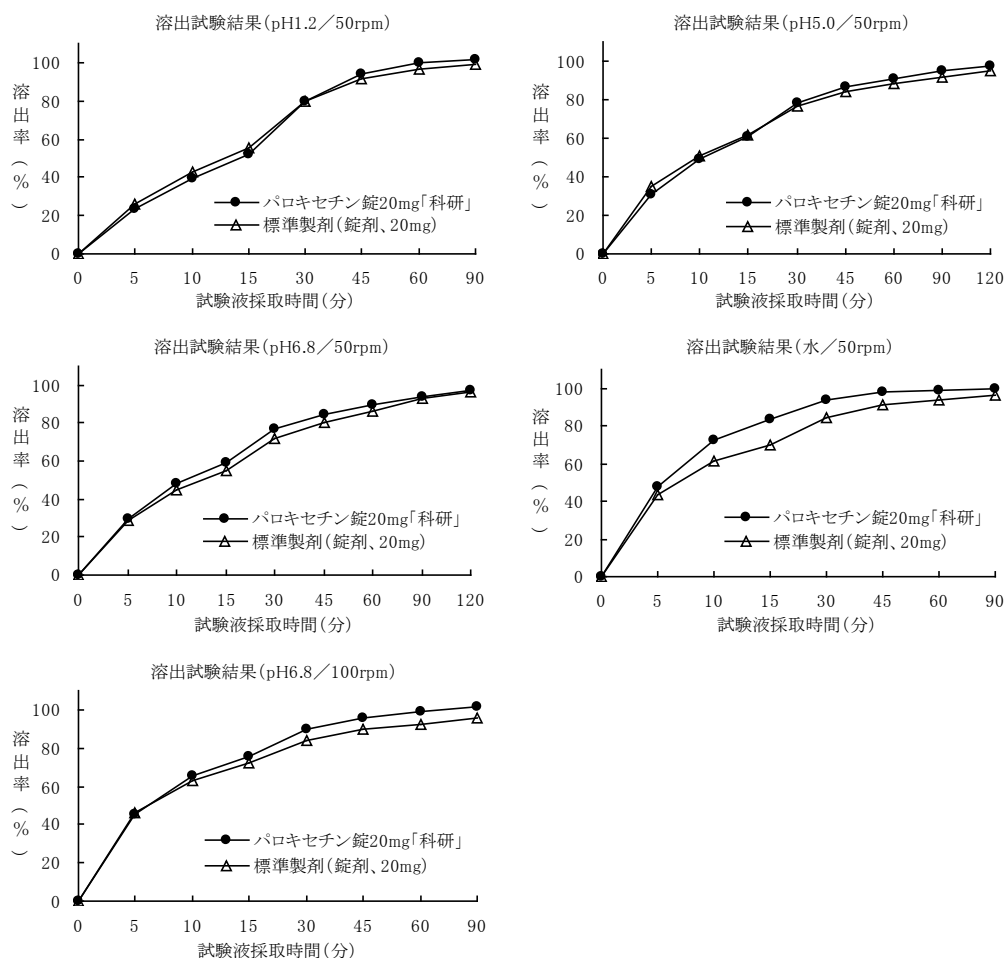 溶出試験結果(pH1.2/50rpm)
100
80
60
40
20
0
溶出率(%)
パロキセチン錠20mg「科研」
標準製剤(錠剤、20mg)
0 5 10 15 30 45 60 90
試験液採取時間(分)
溶出試験結果(pH5.0/50rpm)
100
80
60
40
20
0
溶出率(%)
パロキセチン錠20mg「科研」
標準製剤(錠剤、20mg)
0 5 10 15 30 45 60 90 120
試験液採取時間(分)
溶出試験結果(pH6.8/50rpm)
100
80
60
40
20
0
溶出率(%)
パロキセチン錠20mg「科研」
標準製剤(錠剤、20mg)
0 5 10 15 30 45 60 90 120
試験液採取時間(分)
溶出試験結果(水/50rpm)
100
80
60
40
20
0
溶出率(%)
パロキセチン錠20mg「科研」
標準製剤(錠剤、20mg)
0 5 10 15 30 45 60 90
試験液採取時間(分)
溶出試験結果(pH6.8/100rpm)
100
80
60
40
20
0
溶出率(%)
パロキセチン錠20mg「科研」
標準製剤(錠剤、20mg)
0 5 10 15 30 45 60 90
試験液採取時間(分)